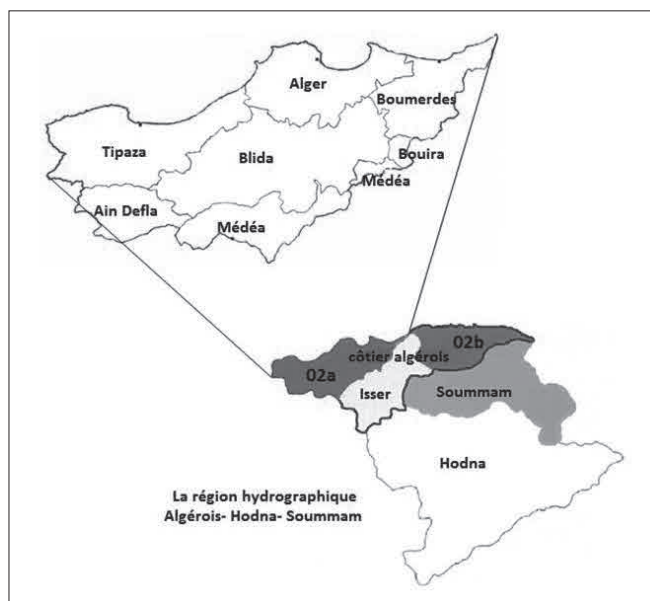 Alger
Boumerdes
Tipaza
Blida
Bouira
Médéa
Ain Defla
Médéa
02b
côtier algérois
02a
Isser
Soummam
Hodna
La région hydrographique
Algérois- Hodna- Soummam